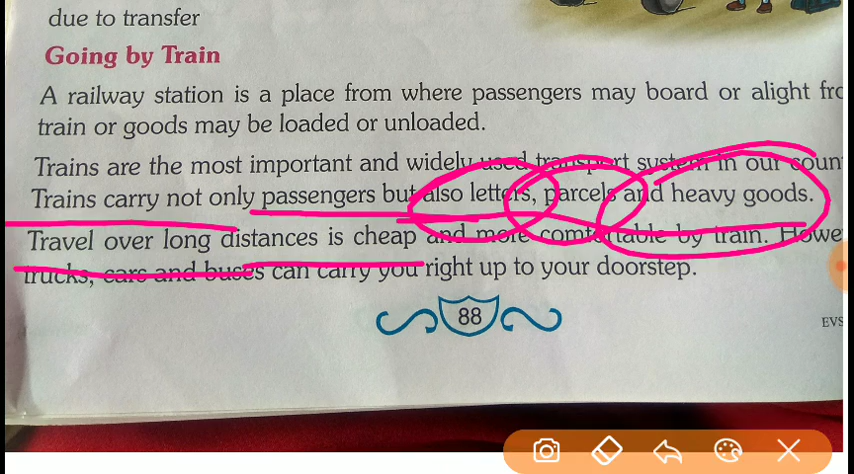 due to transfer
Going by Train
A railway station is a place from where passengers may board or alight
train or goods may be loaded or unloaded.
Trains are the most important and widely used transport system in our
Trains carry not only passengers but also letters, parcels and heavy goods.
Travel over long distances is cheap and more comfortable by train.
trucks, cars and buses can carry you right up to your doorstep.
88
EVS